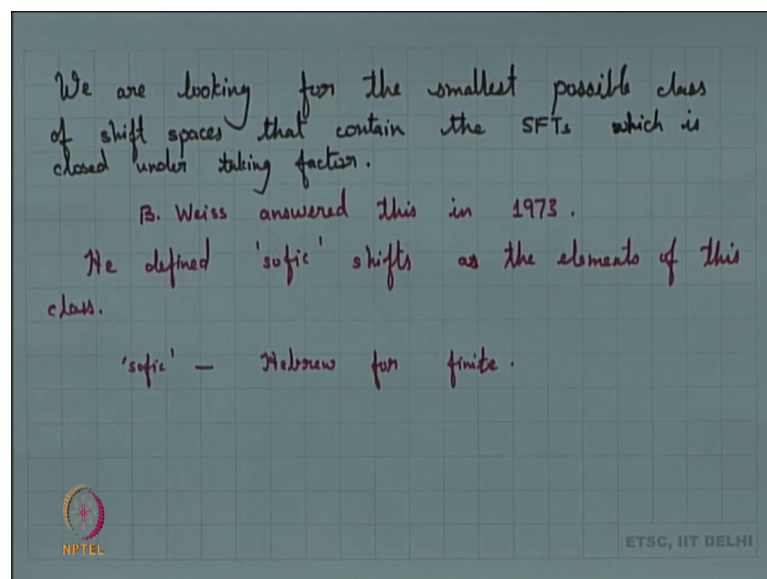 We are looking for the smallest possible class
of shift spaces that contain the SFTs which is
closed under taking factor.
B. Weiss answered this in 1973.
He defined 'sofic' shifts as the elements of this
class.
'sofic' - Hebrew for finite.
NPTEL
ETSC, IIT DELHI